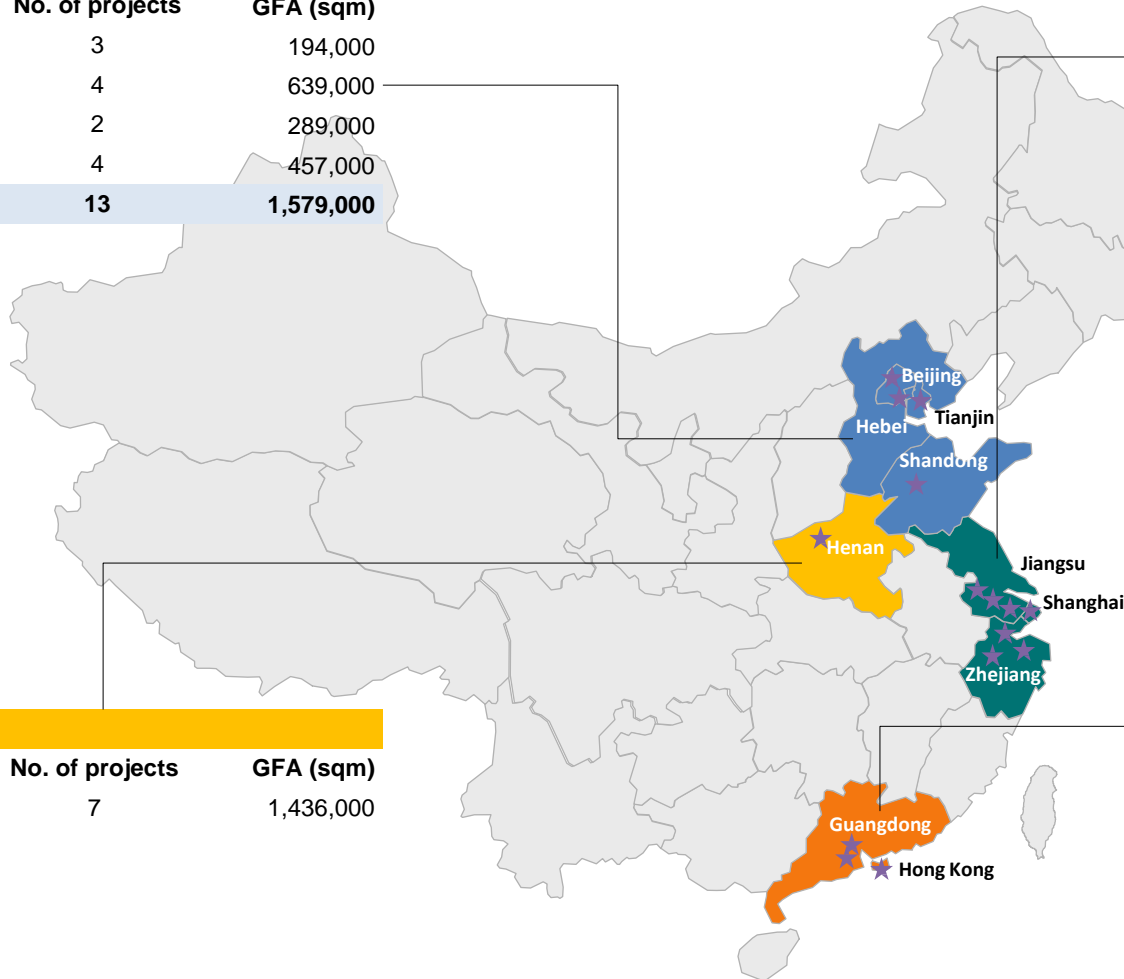 No. of projects GFA (sqm)
3 194,000
4 639,000
2 289,000
4 457,000
13 1,579,000
Beijing
Tianjin
Hebei
Shandong
Henan
Jiangsu
Shanghai
Zhejiang
No. of projects GFA (sqm)
7 1,436,000
Guangdong
Hong Kong